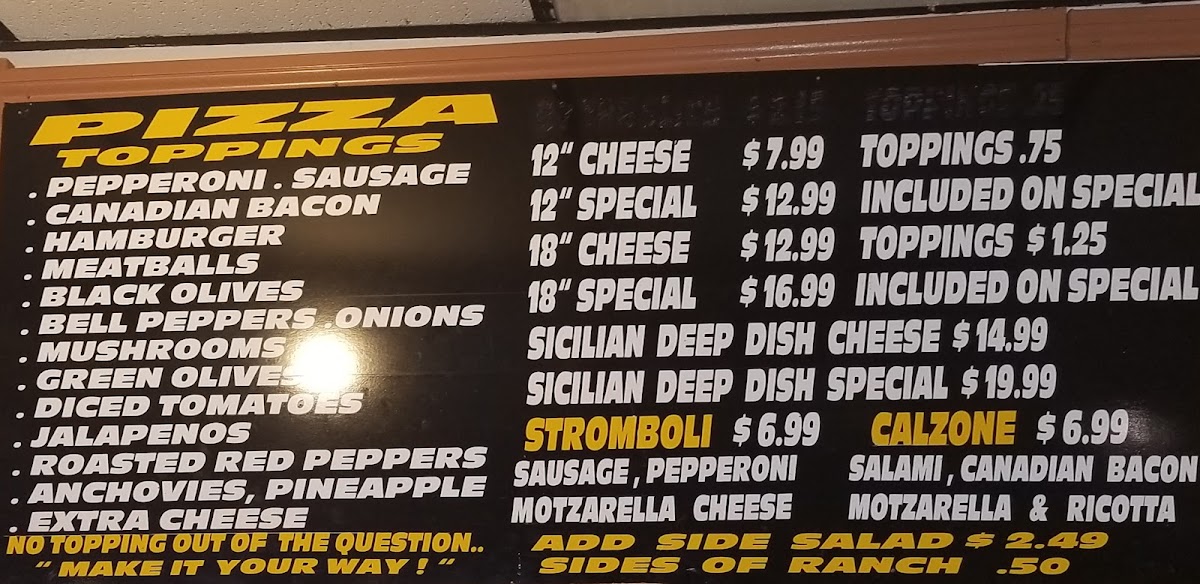 PIZZA
TOPPINGS
. PEPPERONI . SAUSAGE
. CANADIAN BACON
. HAMBURGER
. MEATBALLS
. BLACK OLIVES
. BELL PEPPERS .ONIONS
. MUSHROOMS
. GREEN OLIVES
. DICED TOMATOES
. JALAPENOS
. ROASTED RED PEPPERS
. ANCHOVIES, PINEAPPLE
. EXTRA CHEESE
NO TOPPING OUT OF THE QUESTION..
“ MAKE IT YOUR WAY ! “
12“ CHEESE $ 7.99 TOPPINGS .75
12“ SPECIAL $ 12.99 INCLUDED ON SPECIAL
18“ CHEESE $ 12.99 TOPPINGS $ 1.25
18“ SPECIAL $ 16.99 INCLUDED ON SPECIAL
SICILIAN DEEP DISH CHEESE $ 14.99
SICILIAN DEEP DISH SPECIAL $ 19.99
STROMBOLI $ 6.99 CALZONE $ 6.99
SAUSAGE , PEPPERONI SALAMI , CANADIAN BACON
MOTZARELLA CHEESE MOTZARELLA & RICOTTA
ADD SIDE SALAD $ 2.49
SIDES OF RANCH .50